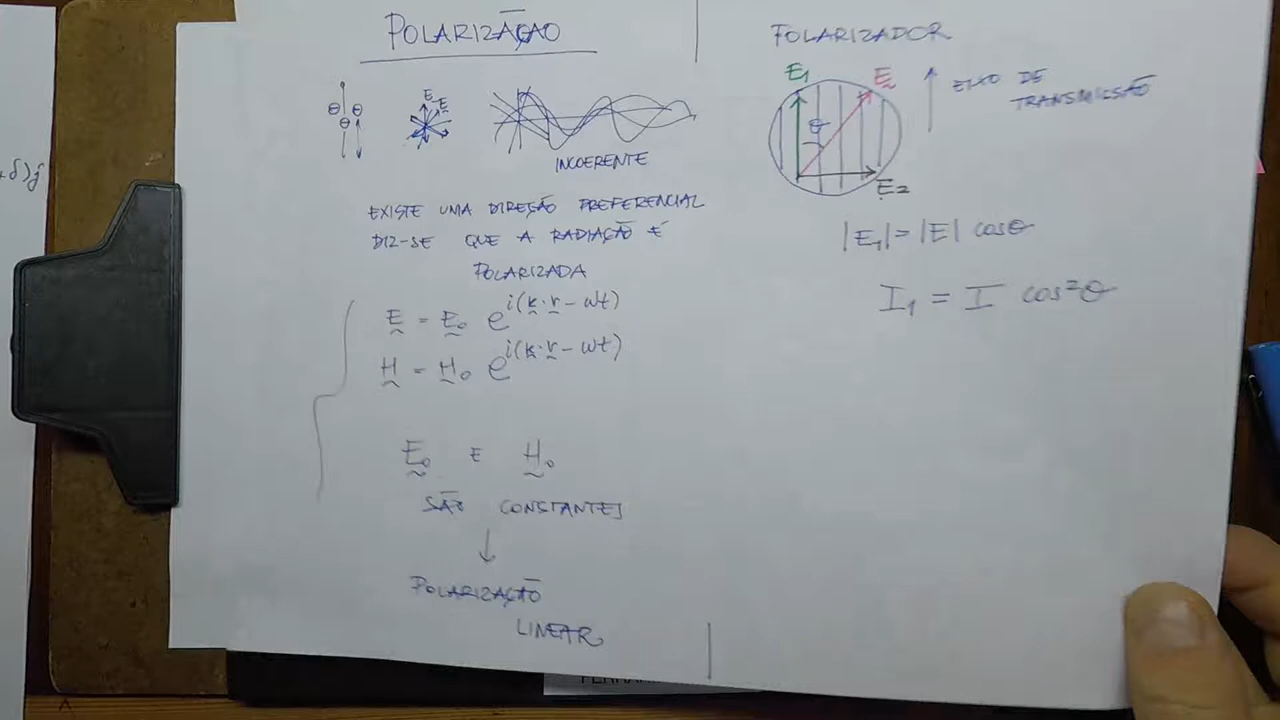 POLARIZAÇÃO
E
E
INCOERENTE
EXISTE UMA DIREÇÃO PREFERENCIAL
DIZ-SE QUE A RADIAÇÃO É
POLARIZADA
E = E₀ e^{i(k·r - ωt)}
H = H₀ e^{i(k·r - ωt)}
E₀ E H₀
SÃO CONSTANTES
↓
POLARIZAÇÃO
LINEAR
POLARIZADOR
E₁ E
θ
E₂
EIXO DE
TRANSMISSÃO
|E₁| = |E| cosθ
I₁ = I cos²θ